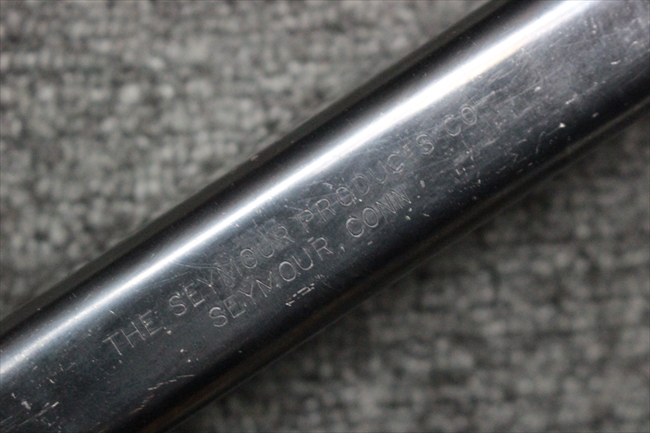 THE SEYMOUR PRODUCTS CO.
SEYMOUR, CONN.